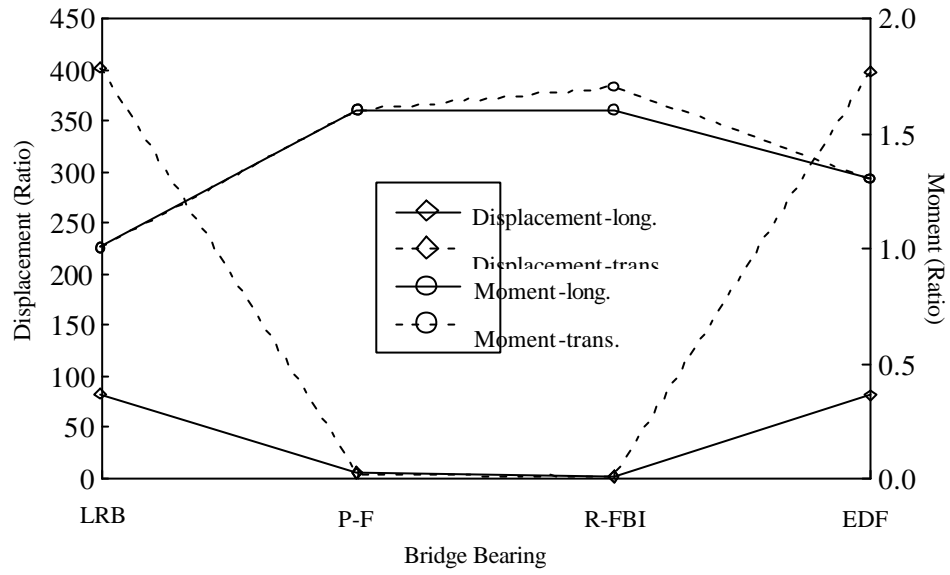 450
400
350
300
250
200
150
100
50
0
Displacement (Ratio)
2.0
1.5
1.0
0.5
0.0
Moment (Ratio)
Displacement-long.
Displacement-trans
Moment-long.
Moment-trans.
LRB
P-F
R-FBI
EDF
Bridge Bearing